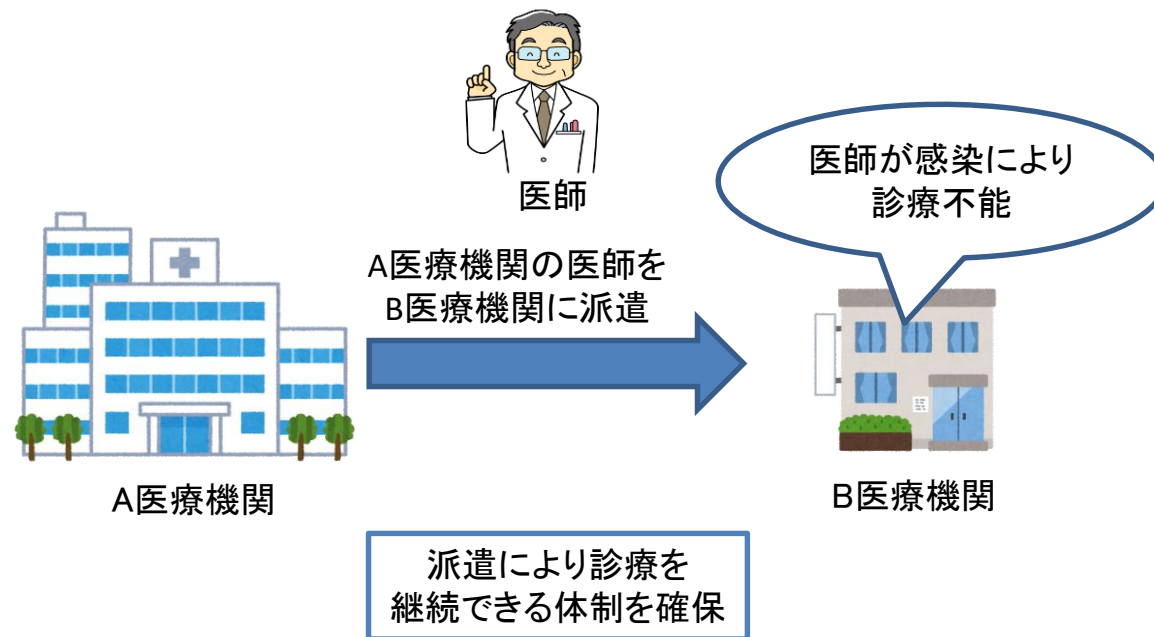 医師
医師が感染により
診療不能
A医療機関の医師を
B医療機関に派遣
A医療機関
B医療機関
派遣により診療を
継続できる体制を確保